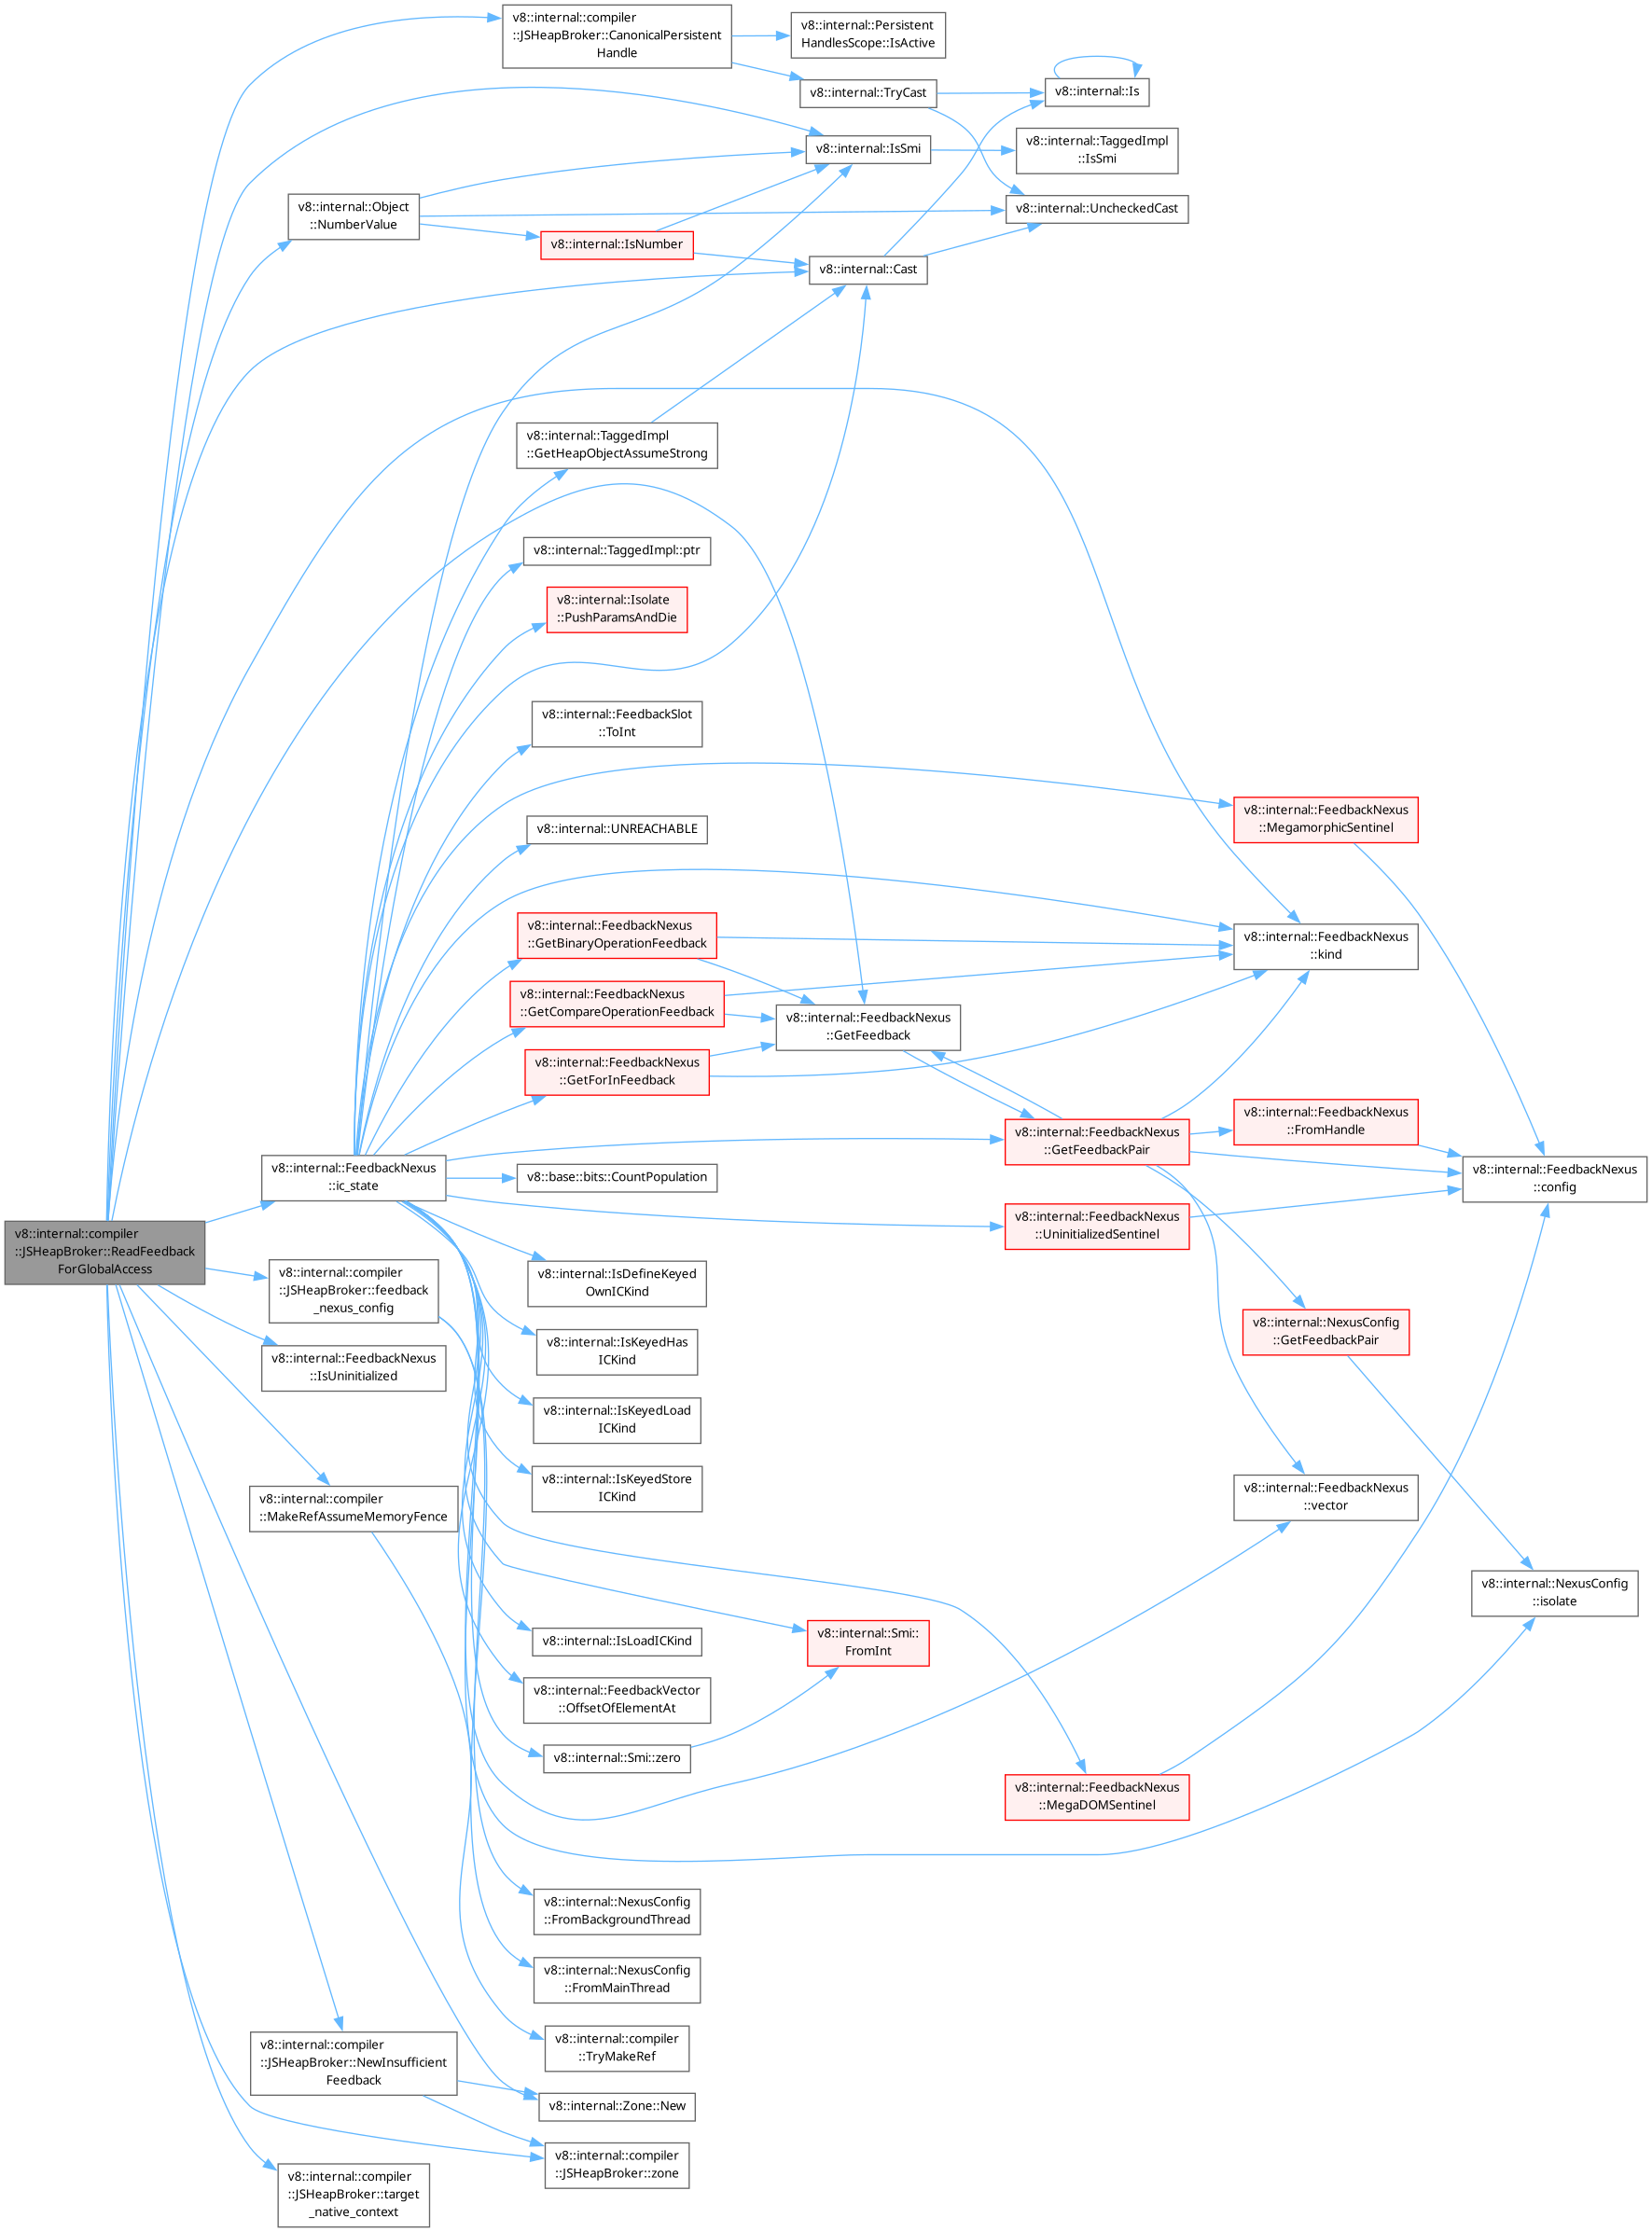 v8::internal::compiler
::JSHeapBroker::CanonicalPersistent
Handle
v8::internal::Persistent
HandlesScope::IsActive
v8::internal::TryCast
v8::internal::Is
v8::internal::IsSmi
v8::internal::TaggedImpl
::IsSmi
v8::internal::Object
::NumberValue
v8::internal::UncheckedCast
v8::internal::IsNumber
v8::internal::Cast
v8::internal::TaggedImpl
::GetHeapObjectAssumeStrong
v8::internal::TaggedImpl::ptr
v8::internal::Isolate
::PushParamsAndDie
v8::internal::FeedbackSlot
::ToInt
v8::internal::FeedbackNexus
::MegamorphicSentinel
v8::internal::UNREACHABLE
v8::internal::FeedbackNexus
::GetBinaryOperationFeedback
v8::internal::FeedbackNexus
::kind
v8::internal::FeedbackNexus
::GetCompareOperationFeedback
v8::internal::FeedbackNexus
::GetFeedback
v8::internal::FeedbackNexus
::GetForInFeedback
v8::internal::FeedbackNexus
::GetFeedbackPair
v8::internal::FeedbackNexus
::FromHandle
v8::internal::FeedbackNexus
::ic_state
v8::base::bits::CountPopulation
v8::internal::FeedbackNexus
::config
v8::internal::FeedbackNexus
::UninitializedSentinel
v8::internal::compiler
::JSHeapBroker::ReadFeedback
ForGlobalAccess
v8::internal::compiler
::JSHeapBroker::feedback
_nexus_config
v8::internal::IsDefineKeyed
OwnICKind
v8::internal::FeedbackNexus
::IsUninitialized
v8::internal::IsKeyedHas
ICKind
v8::internal::NexusConfig
::GetFeedbackPair
v8::internal::IsKeyedLoad
ICKind
v8::internal::IsKeyedStore
ICKind
v8::internal::FeedbackNexus
::vector
v8::internal::compiler
::MakeRefAssumeMemoryFence
v8::internal::NexusConfig
::isolate
v8::internal::IsLoadICKind
v8::internal::Smi::
FromInt
v8::internal::FeedbackVector
::OffsetOfElementAt
v8::internal::Smi::zero
v8::internal::FeedbackNexus
::MegaDOMSentinel
v8::internal::NexusConfig
::FromBackgroundThread
v8::internal::NexusConfig
::FromMainThread
v8::internal::compiler
::TryMakeRef
v8::internal::compiler
::JSHeapBroker::NewInsufficient
Feedback
v8::internal::Zone::New
v8::internal::compiler
::JSHeapBroker::zone
v8::internal::compiler
::JSHeapBroker::target
_native_context